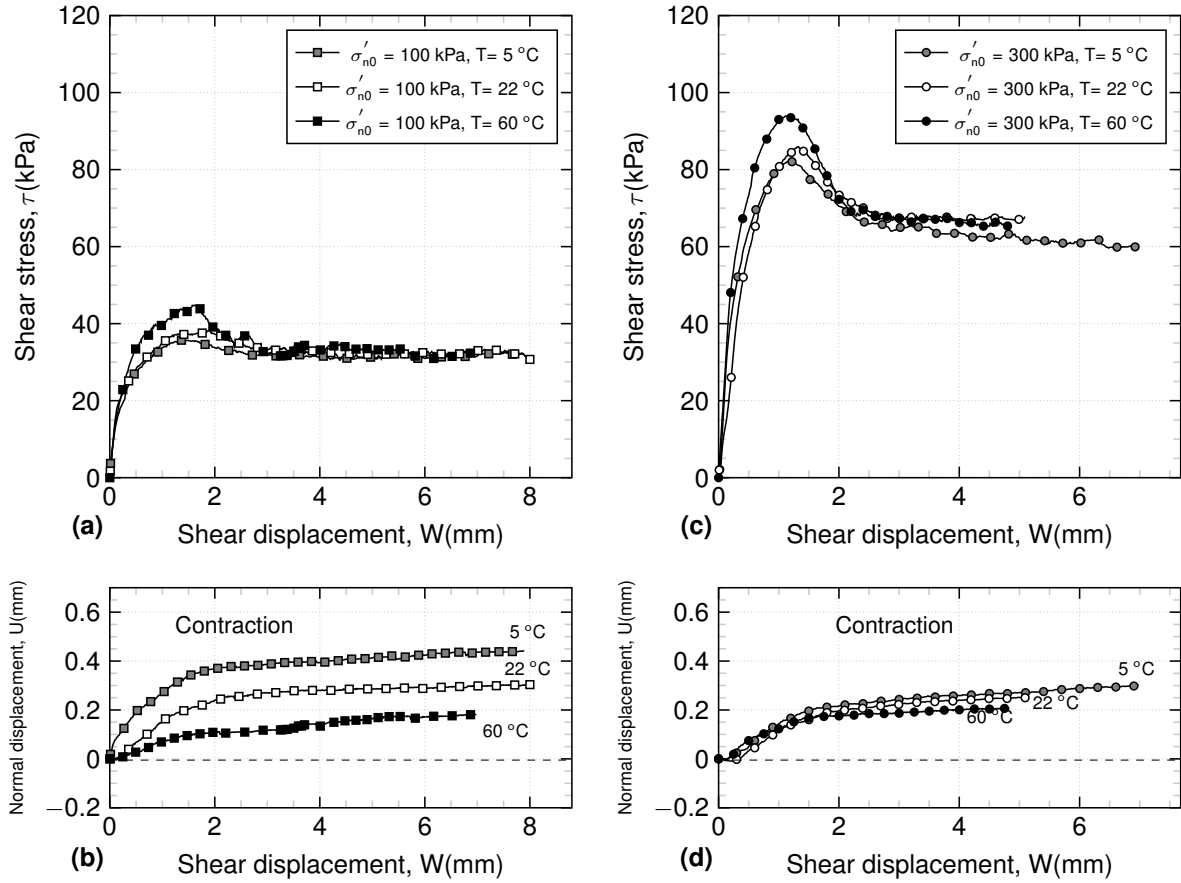 120
100
80
60
40
20
0
Shear stress, τ(kPa)
σ′n0 = 100 kPa, T= 5 °C
σ′n0 = 100 kPa, T= 22 °C
σ′n0 = 100 kPa, T= 60 °C
0 2 4 6 8
(a)
Shear displacement, W(mm)
120
100
80
60
40
20
0
Shear stress, τ(kPa)
σ′n0 = 300 kPa, T= 5 °C
σ′n0 = 300 kPa, T= 22 °C
σ′n0 = 300 kPa, T= 60 °C
0 2 4 6
(c)
Shear displacement, W(mm)
0.6
0.4
0.2
0
−0.2
Normal displacement, U(mm)
Contraction
5 °C
22 °C
60 °C
0 2 4 6 8
(b)
Shear displacement, W(mm)
0.6
0.4
0.2
0
−0.2
Normal displacement, U(mm)
Contraction
5 °C
22 °C
60 °C
0 2 4 6
(d)
Shear displacement, W(mm)